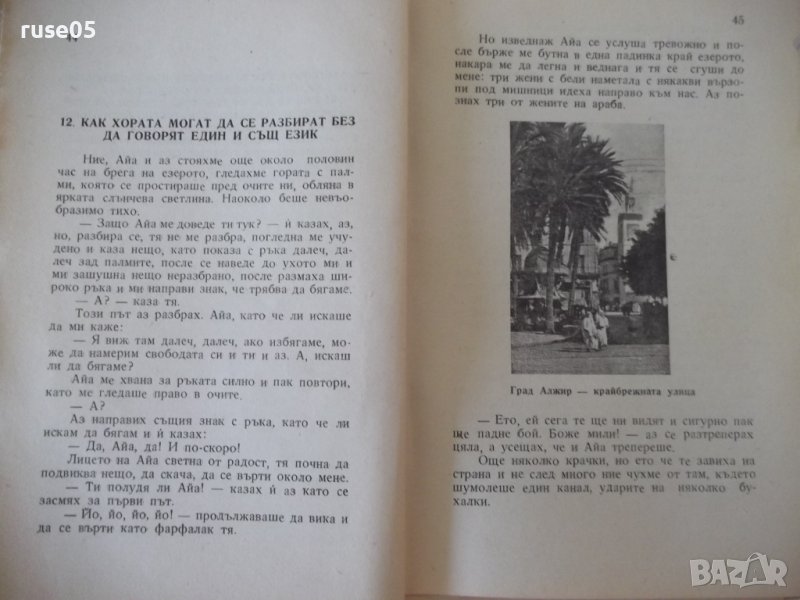 ruse05
12. КАК ХОРАТА МОГАТ ДА СЕ РАЗБИРАТ БЕЗ
ДА ГОВОРЯТ ЕДИН И СЪЩ ЕЗИК
Ние, Айа и аз стояхме още около половин
час на брега на езерото, гледахме гората с пал-
ми, която се простираше пред очите ни, обляна в
ярката слънчева светлина. Наоколо беше невъо-
бразимо тихо.
— Защо Айа ме доведе ти тук? — й казах, аз,
но, разбира се, тя не ме разбра, погледна ме учу-
дено и каза нещо, като показа с ръка далеч, да-
леч зад палмите, после се наведе до ухото ми и
ми зашушна нещо неразбрано, после размаха ши-
роко ръка и ми направи знак, че трябва да бягаме.
— А? — каза тя.
Този път аз разбрах. Айа, като че ли искаше
да ми каже:
— Я виж там далеч, далеч, ако избягаме, мо-
же да намерим свободата си и ти и аз. А, искаш
ли да бягаме?
Айа ме хвана за ръката силно и пак повтори,
като ме гледаше право в очите.
— А?
Аз направих същия знак с ръка, като че ли
искам да бягам и й казах:
— Да, Айа, да! И по-скоро!
Лицето на Айа светна от радост, тя почна да
подвиква нещо, да скача, да се върти около мене.
— Ти полудя ли Айа! — казах й аз като се
засмях за първи път.
— Йо, йо, йо, йо! — продължаваше да вика и
да се върти като фарфалак тя.
45
Но изведнаж Айа се услуша тревожно и по-
сле бърже ме бутна в една падинка край езерото,
накара ме да легна и веднага и тя се сгуши до
мене: три жени с бели наметала с някакви вързо-
пи под мишници идеха направо към нас. Аз по-
знах три от жените на араба.
Град Алжир — крайбрежната улица
— Ето, ей сега те ще ни видят и сигурно пак
ще падне бой. Боже мили! — аз се разтреперах
цяла, а усещах, че и Айа трепереше.
Още няколко крачки, но ето че те завиха на
страна и не след много ние чухме от там, където
шумолеше един канал, ударите на няколко бу-
халки.
BAZAR